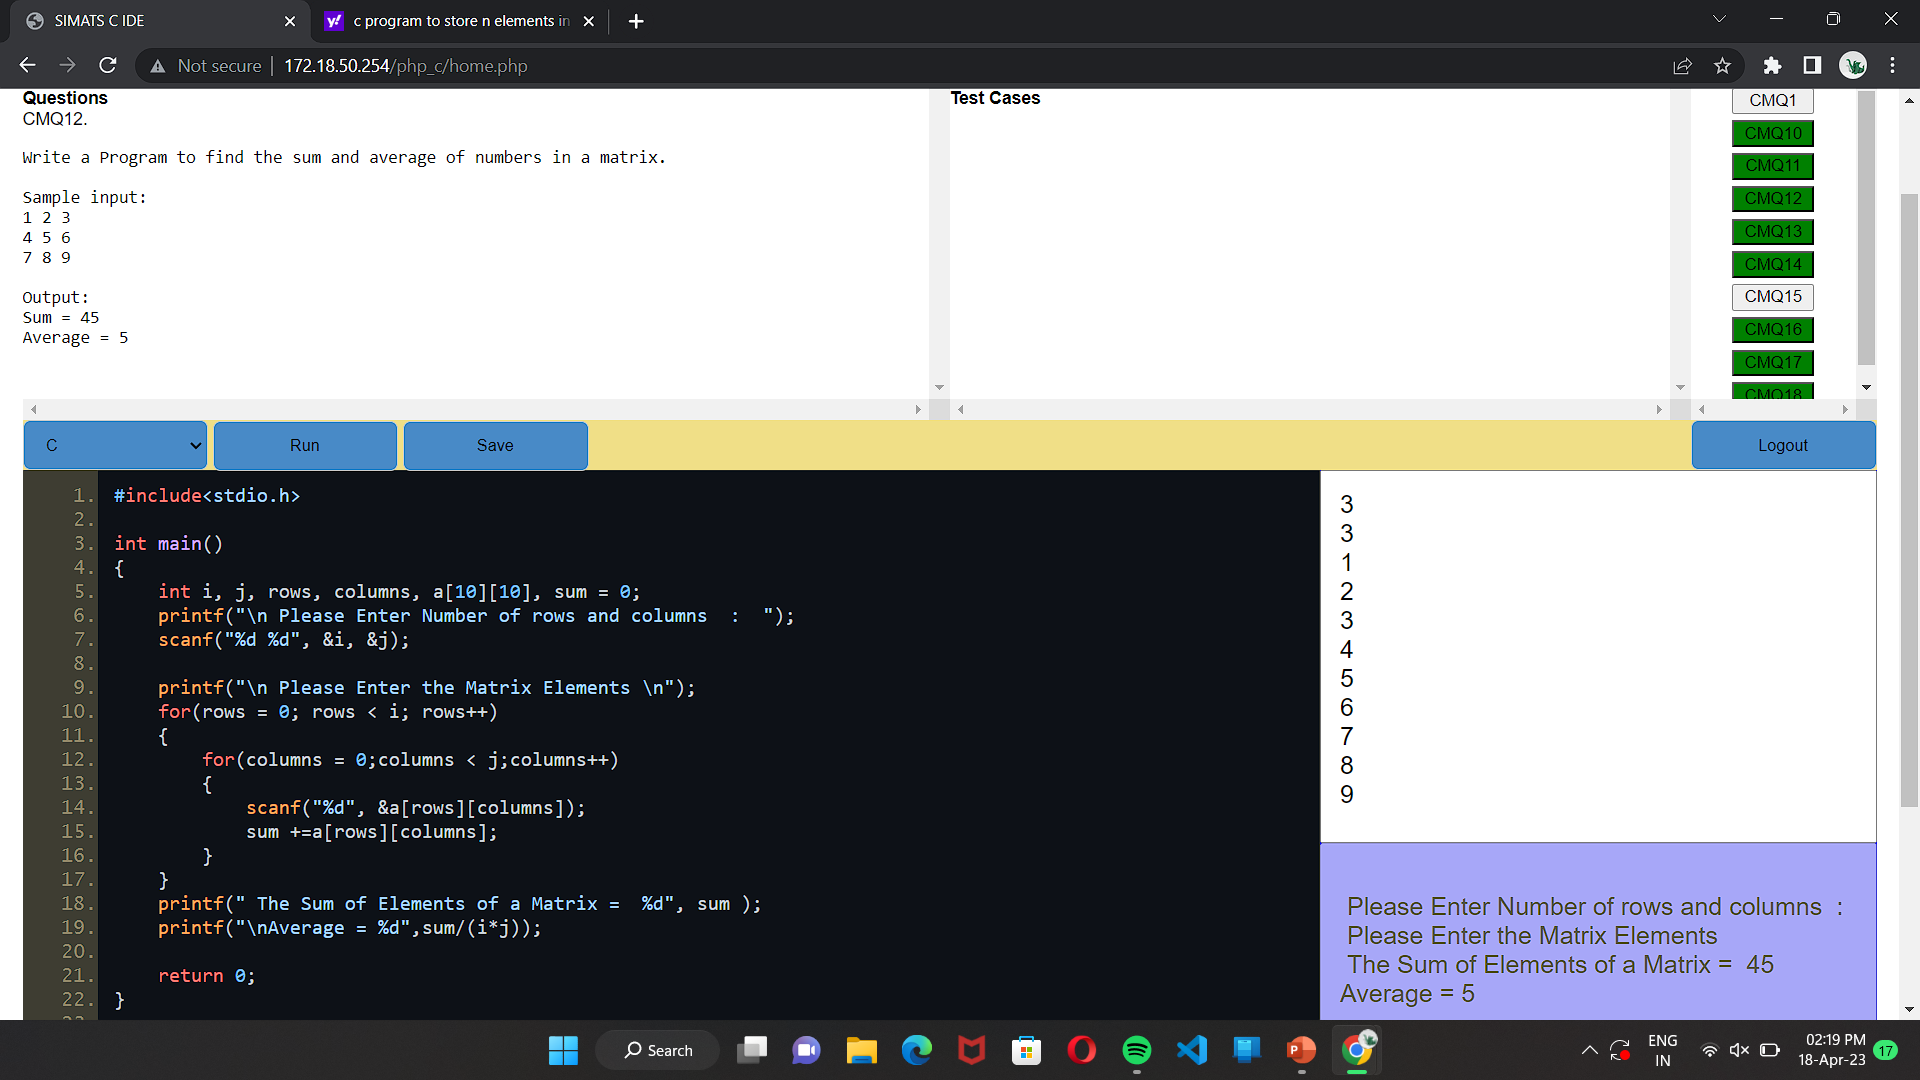 SIMATS C IDE
y! c program to store n elements in
Not secure | 172.18.50.254/php_c/home.php
Questions
CMQ12.
Write a Program to find the sum and average of numbers in a matrix.
Sample input:
1 2 3
4 5 6
7 8 9
Output:
Sum = 45
Average = 5
Test Cases
CMQ1
CMQ10
CMQ11
CMQ12
CMQ13
CMQ14
CMQ15
CMQ16
CMQ17
CMQ18
C
Run
Save
Logout
1. #include<stdio.h>
2.
3. int main()
4. {
5. int i, j, rows, columns, a[10][10], sum = 0;
6. printf("\n Please Enter Number of rows and columns  :  ");
7. scanf("%d %d", &i, &j);
8.
9. printf("\n Please Enter the Matrix Elements \n");
10. for(rows = 0; rows < i; rows++)
11. {
12. for(columns = 0;columns < j;columns++)
13. {
14. scanf("%d", &a[rows][columns]);
15. sum +=a[rows][columns];
16. }
17. }
18. printf(" The Sum of Elements of a Matrix =  %d", sum );
19. printf("\nAverage = %d",sum/(i*j));
20.
21. return 0;
22. }
23.
3
3
1
2
3
4
5
6
7
8
9
Please Enter Number of rows and columns  :
Please Enter the Matrix Elements
The Sum of Elements of a Matrix =  45
Average = 5
Search
P
ENG
IN
02:19 PM
18-Apr-23
17